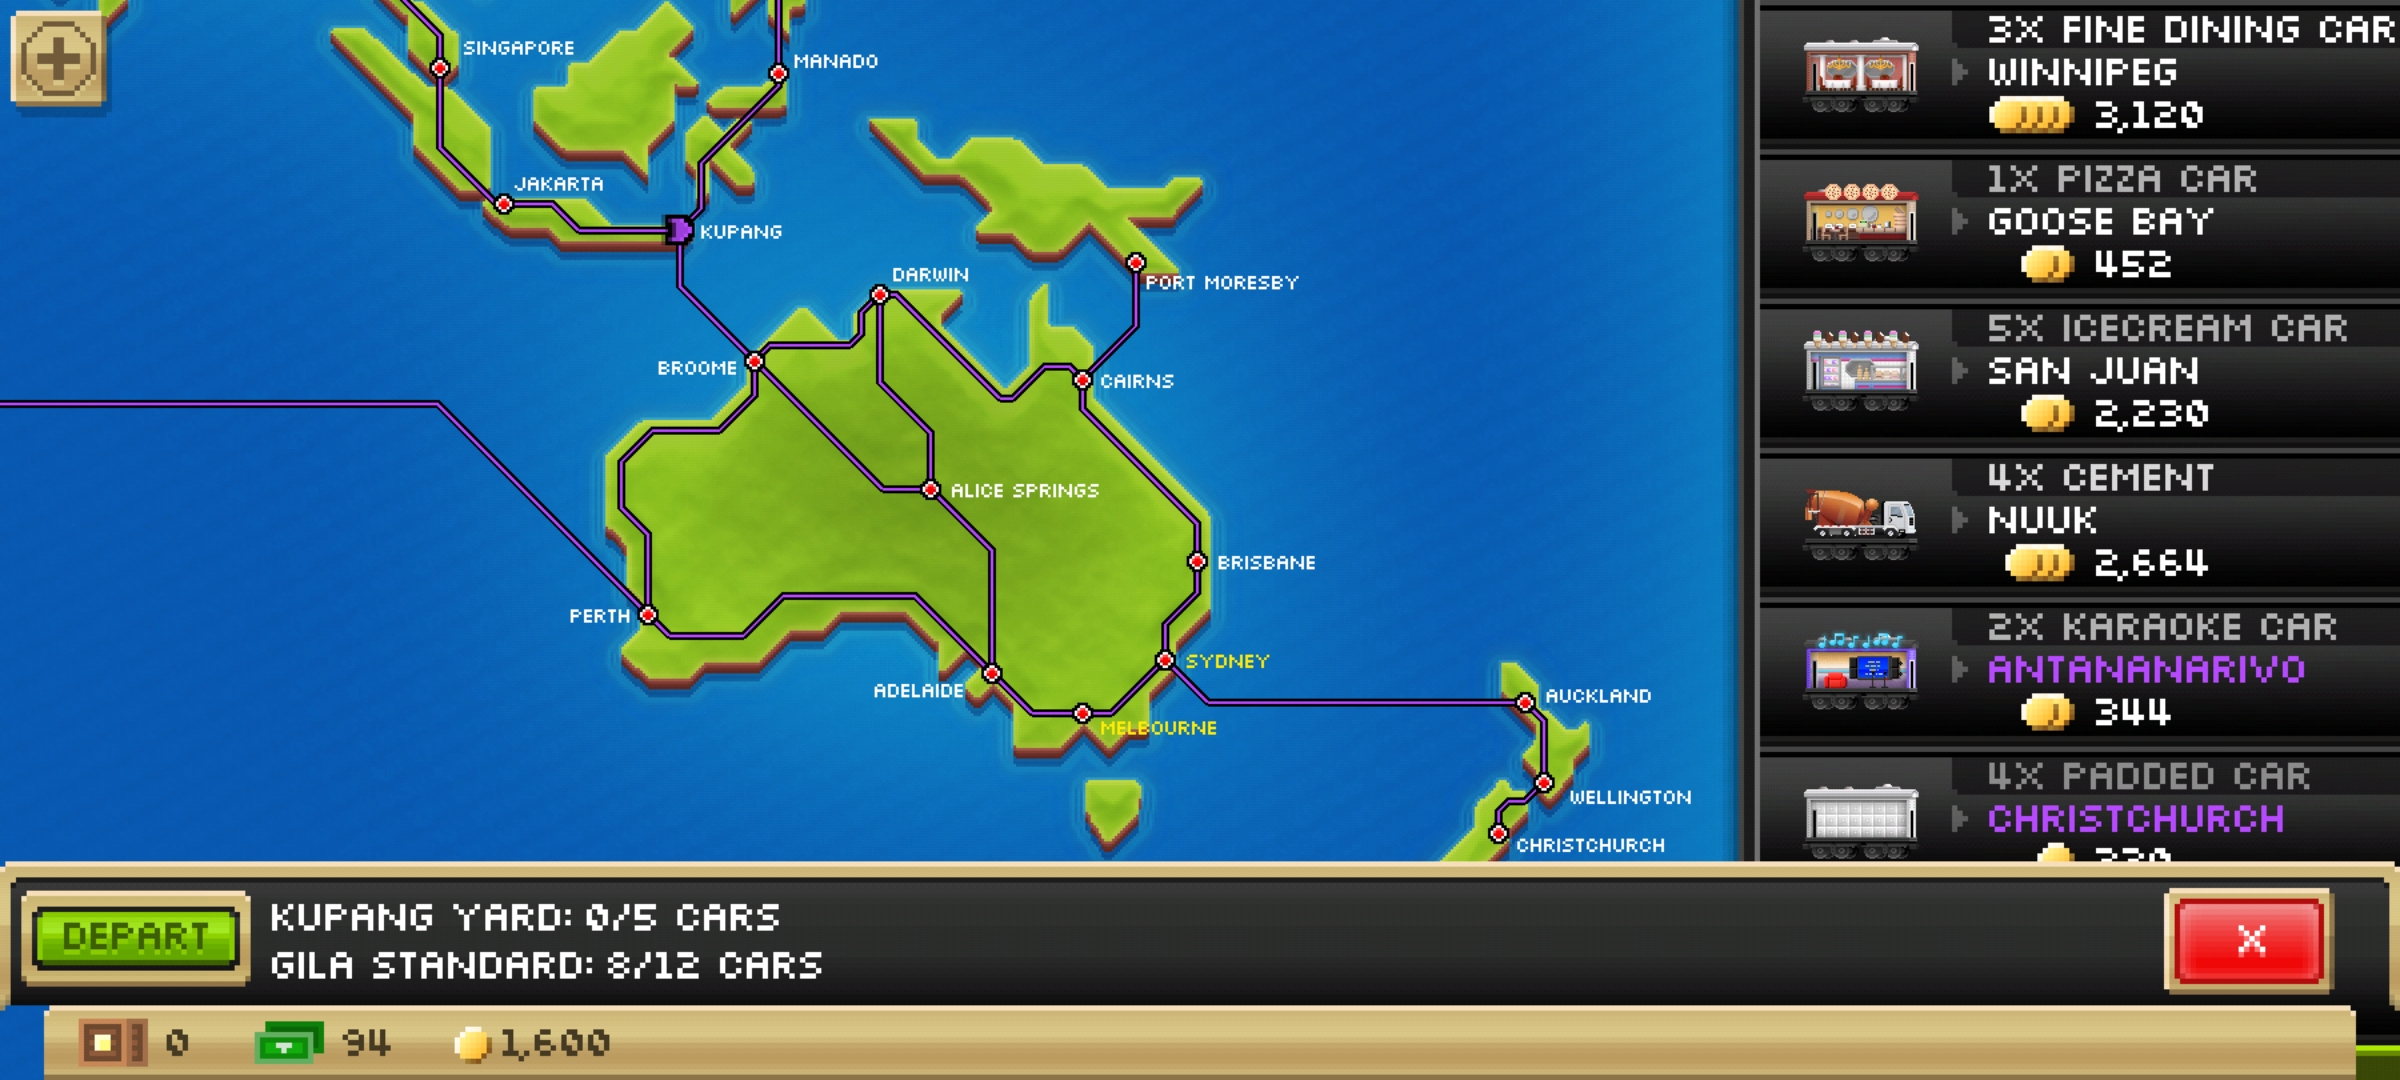 SINGAPORE
MANADO
JAKARTA
KUPANG
DARWIN
PORT MORESBY
BROOME
CAIRNS
ALICE SPRINGS
BRISBANE
PERTH
SYDNEY
ADELAIDE
AUCKLAND
MELBOURNE
WELLINGTON
CHRISTCHURCH
3X FINE DINING CAR
WINNIPEG
3,120
1X PIZZA CAR
GOOSE BAY
452
5X ICECREAM CAR
SAN JUAN
2,230
4X CEMENT
NUUK
2,664
2X KARAOKE CAR
ANTANANARIVO
344
4X PADDED CAR
CHRISTCHURCH
DEPART
KUPANG YARD: 0/5 CARS
GILA STANDARD: 8/12 CARS
X
0
94
1,600